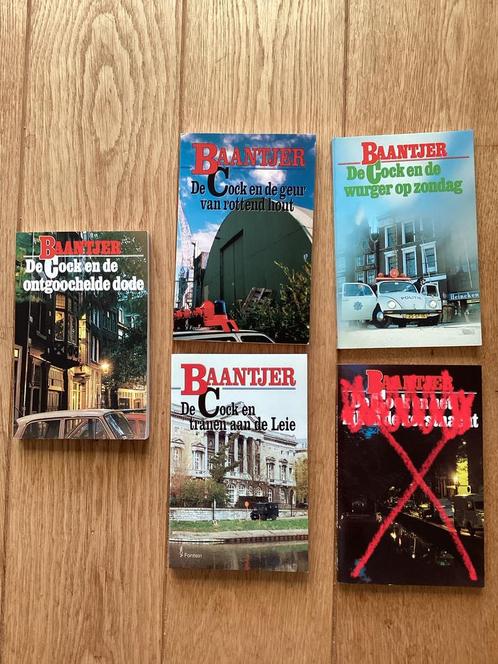 BAANTJER
De Cock en de
ontgoochelde dode
BAANTJER
De Cock en de geur
van rottend hout
BAANTJER
De Cock en
tranen aan de Leie
Fontein
BAANTJER
De Cock en de
wurger op zondag
POLITIE
Heineken
BAANTJER